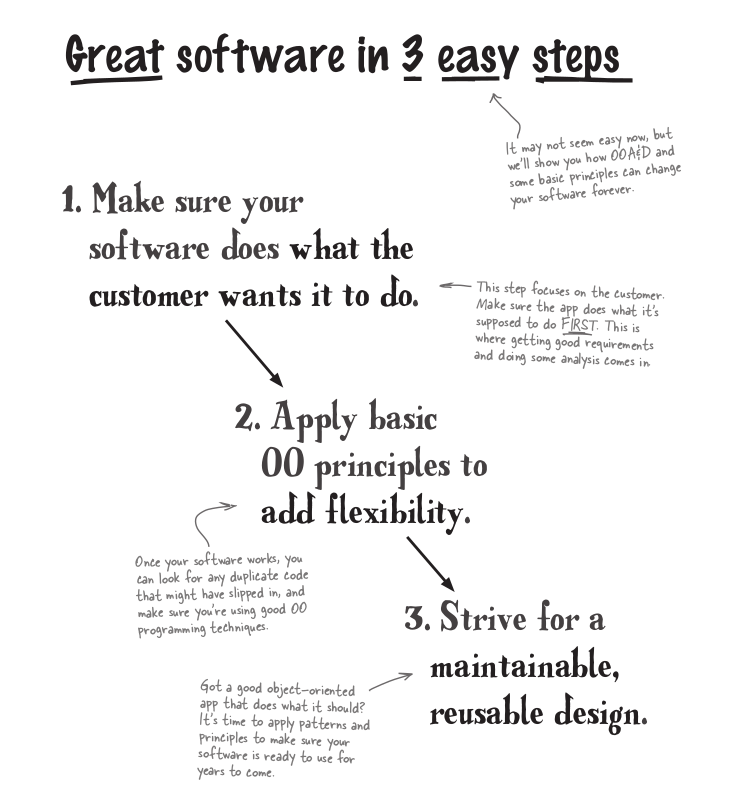 Great software in 3 easy steps
It may not seem easy now, but
we'll show you how OOA&D and
some basic principles can change
your software forever.
1. Make sure your
software does what the
customer wants it to do.
This step focuses on the customer.
Make sure the app does what it's
supposed to do FIRST. This is
where getting good requirements
and doing some analysis comes in
2. Apply basic
OO principles to
add flexibility.
Once your software works, you
can look for any duplicate code
that might have slipped in, and
make sure you're using good OO
programming techniques.
3. Strive for a
maintainable,
reusable design.
Got a good object-oriented
app that does what it should?
It's time to apply patterns and
principles to make sure your
software is ready to use for
years to come.